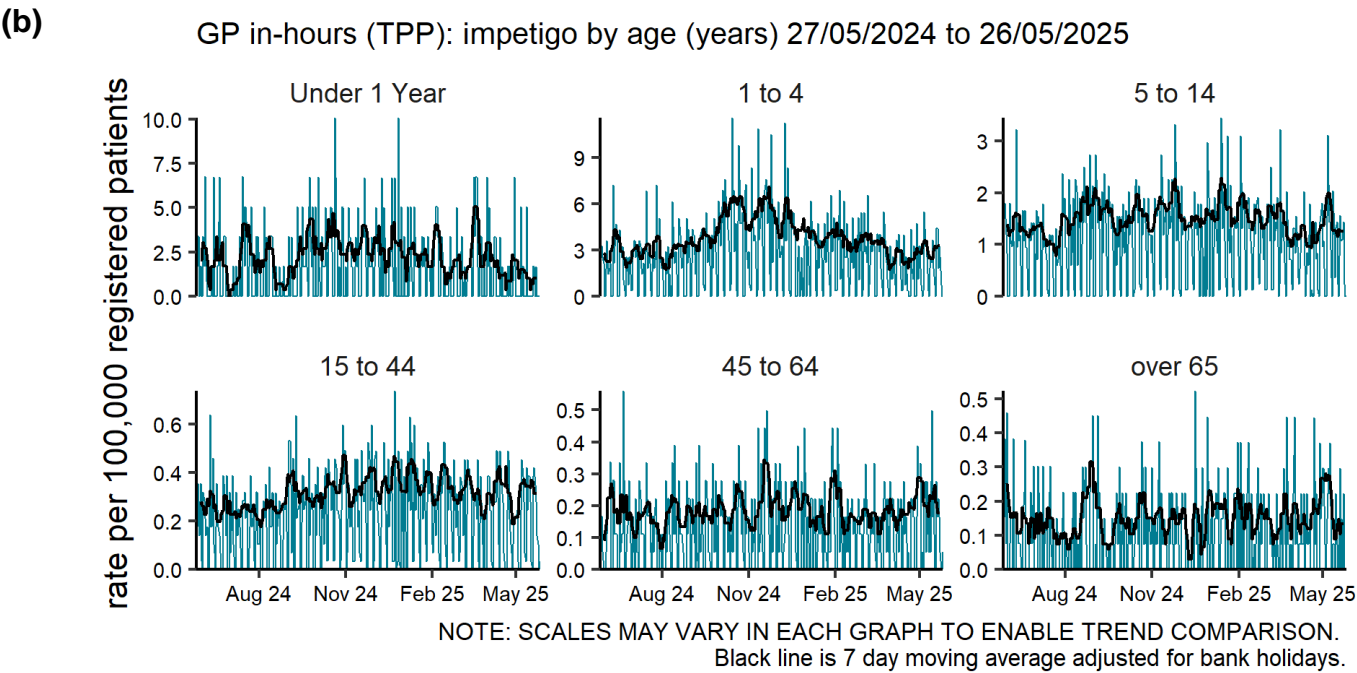 (b)
GP in-hours (TPP): impetigo by age (years) 27/05/2024 to 26/05/2025
rate per 100,000 registered patients
Under 1 Year
10.0
7.5
5.0
2.5
0.0
1 to 4
9
6
3
0
5 to 14
3
2
1
0
15 to 44
0.6
0.4
0.2
0.0
Aug 24 Nov 24 Feb 25 May 25
45 to 64
0.5
0.4
0.3
0.2
0.1
0.0
Aug 24 Nov 24 Feb 25 May 25
over 65
0.5
0.4
0.3
0.2
0.1
0.0
Aug 24 Nov 24 Feb 25 May 25
NOTE: SCALES MAY VARY IN EACH GRAPH TO ENABLE TREND COMPARISON.
Black line is 7 day moving average adjusted for bank holidays.